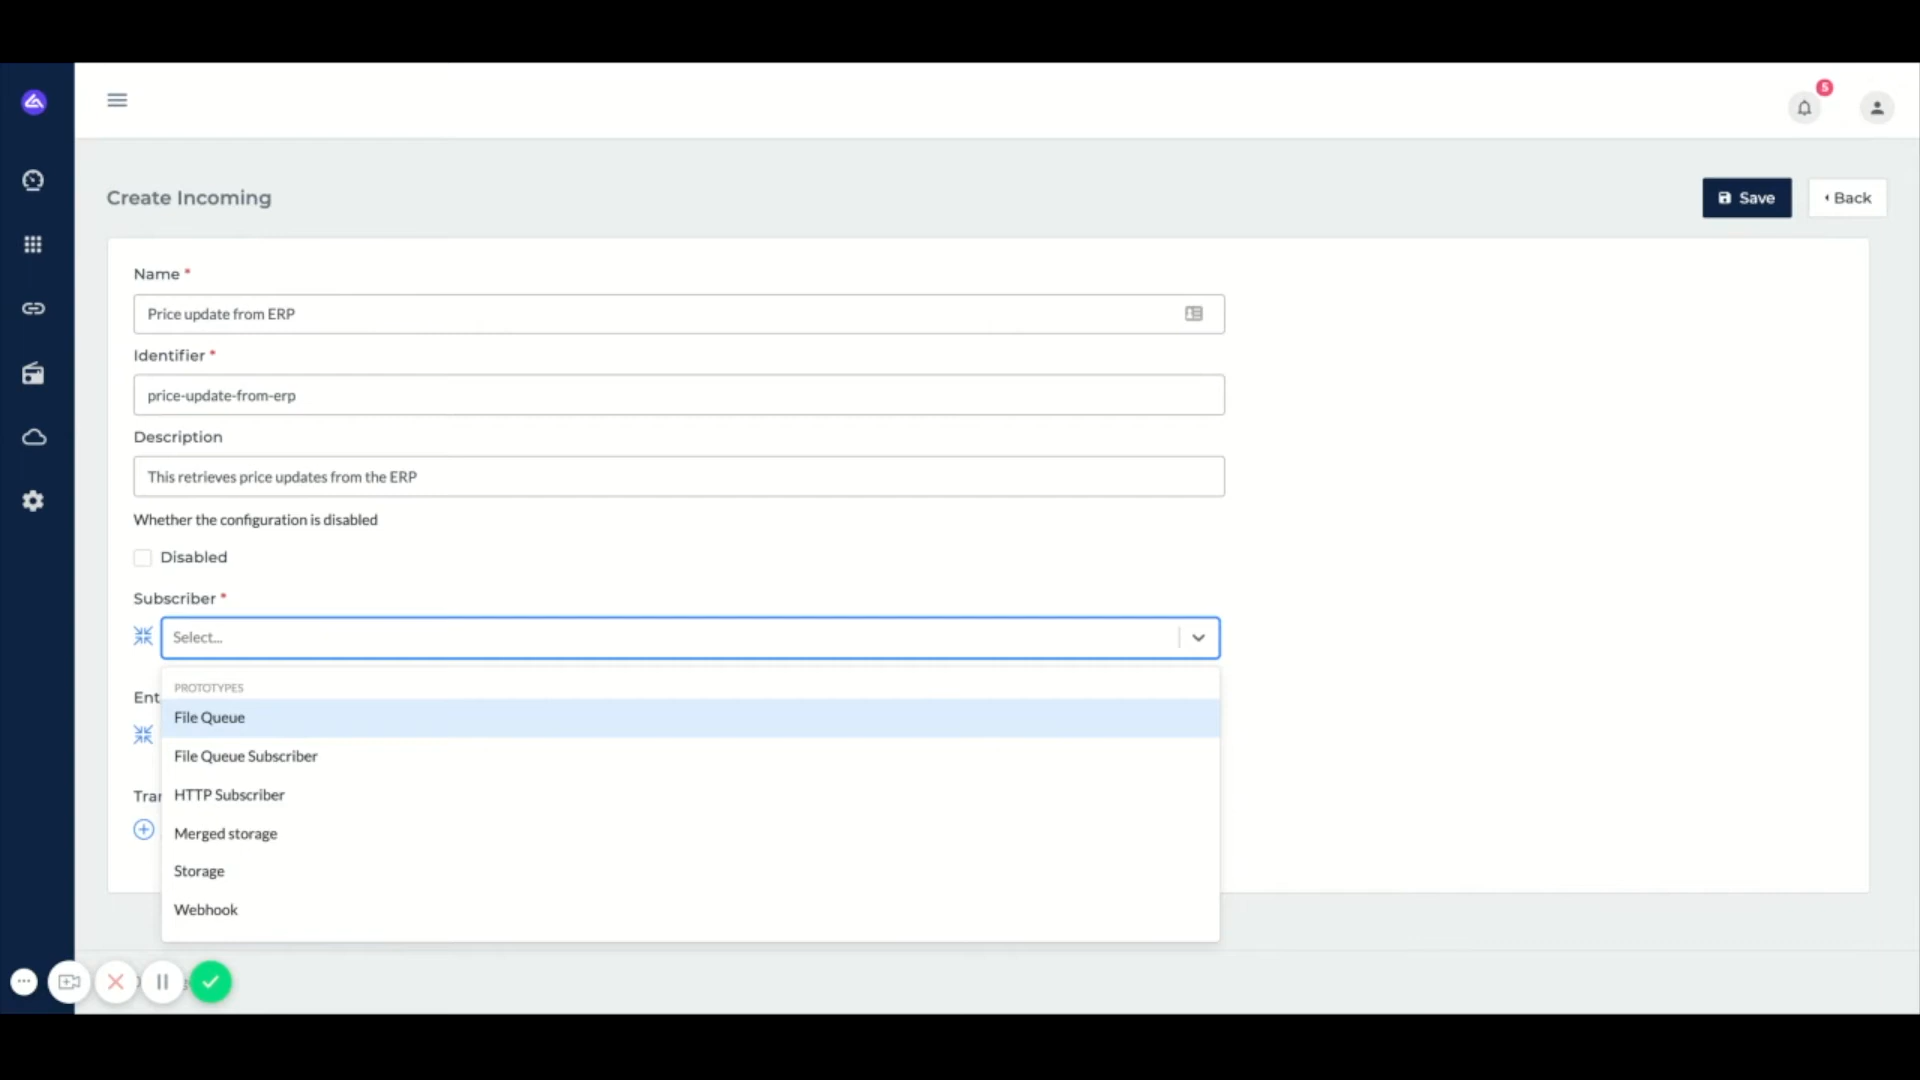 5
Create Incoming
Save
Back
Name *
Price update from ERP
Identifier *
price-update-from-erp
Description
This retrieves price updates from the ERP
Whether the configuration is disabled
Disabled
Subscriber *
Select...
PROTOTYPES
Ent
File Queue
File Queue Subscriber
Tran
HTTP Subscriber
Merged storage
Storage
Webhook